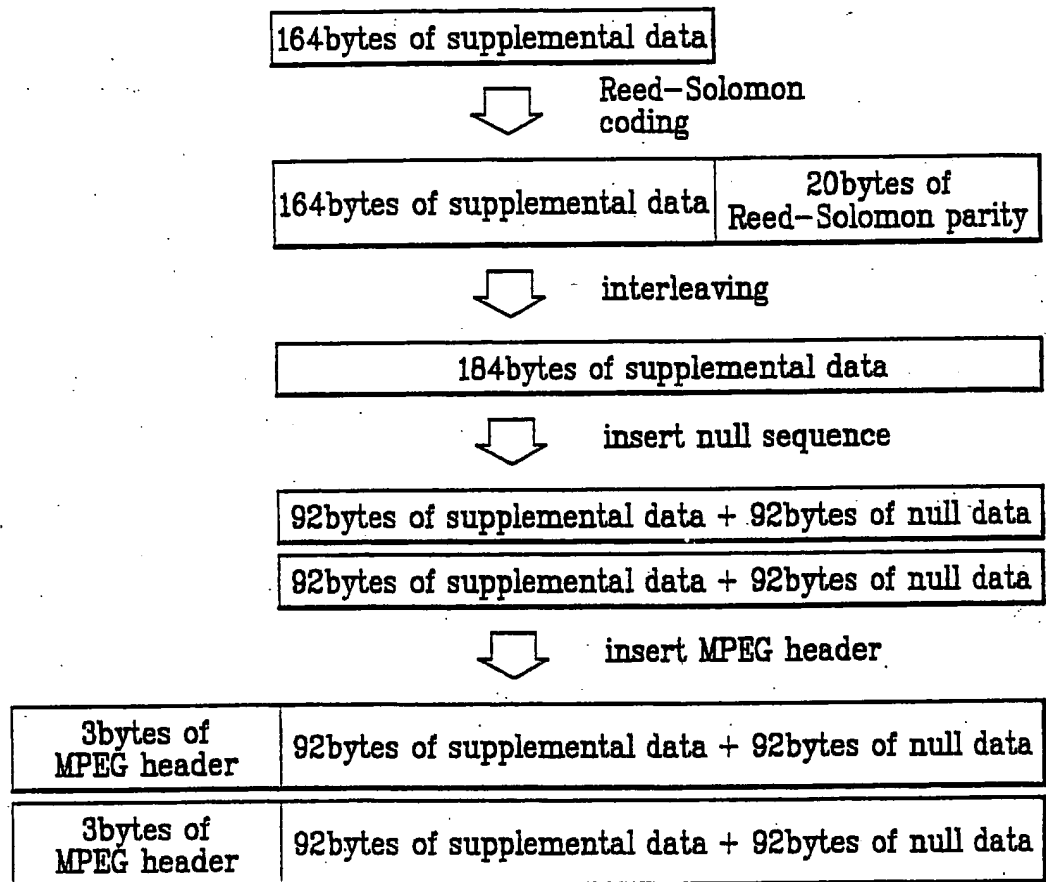 164bytes of supplemental data
Reed-Solomon
coding
164bytes of supplemental data
20bytes of
Reed-Solomon parity
interleaving
184bytes of supplemental data
insert null sequence
92bytes of supplemental data + 92bytes of null data
92bytes of supplemental data + 92bytes of null data
insert MPEG header
3bytes of
MPEG header
92bytes of supplemental data + 92bytes of null data
3bytes of
MPEG header
92bytes of supplemental data + 92bytes of null data